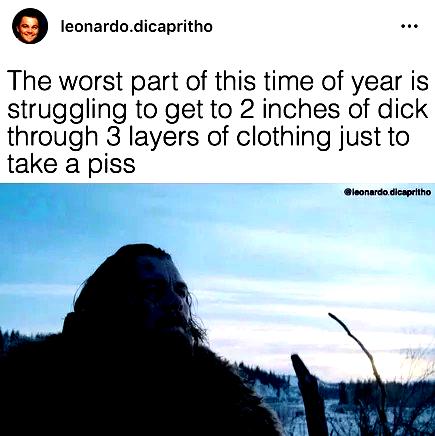 leonardo.dicapritho
The worst part of this time of year is
struggling to get to 2 inches of dick
through 3 layers of clothing just to
take a piss
@leonardo.dicapritho